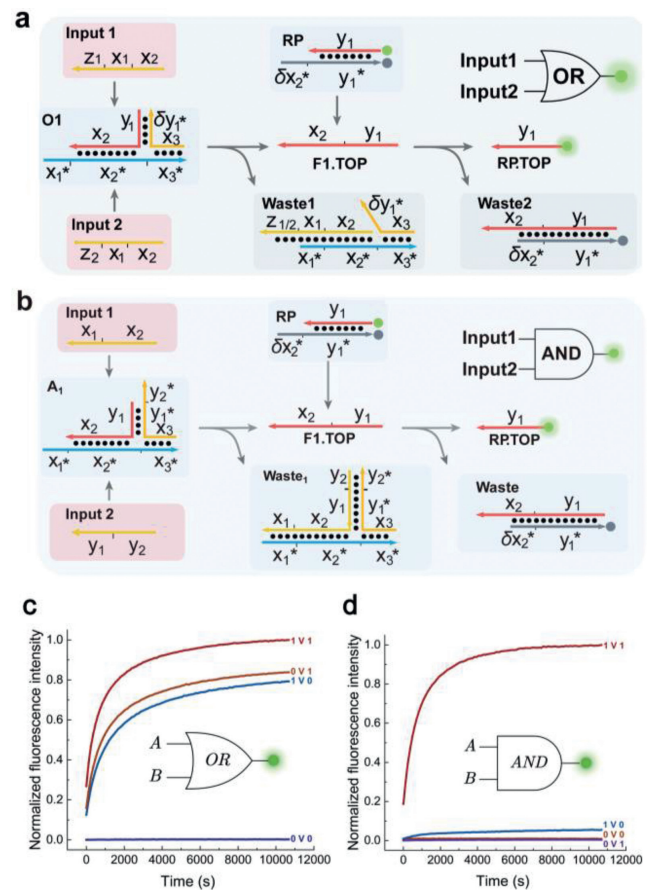 a
Input 1
z1, x1, x2
O1
x2
y1
δy1*
x3
x1*
x2*
x3*
Input 2
z2 x1 x2
RP
y1
δx2*
y1*
x2
y1
F1.TOP
Waste1
δy1*
z1/2, x1, x2
x3
x1*
x2*
x3*
Input1
Input2
OR
y1
RP.TOP
Waste2
x2
y1
δx2*
y1*
b
Input 1
x1, x2
A1
y2*
y1
y1*
x2
x3
x1*
x2*
x3*
Input 2
y1 y2
RP
y1
δx2*
y1*
x2
y1
F1.TOP
Waste1
y2
y2*
y1
y1*
x1,
x2
x3
x1*
x2*
x3*
Input1
Input2
AND
y1
RP.TOP
Waste
x2
y1
δx2*
y1*
c
Normalized fluorescence intensity
1.0
0.8
0.6
0.4
0.2
0.0
1 V 1
0 V 1
1 V 0
0 V 0
A
B
OR
0 2000 4000 6000 8000 10000 12000
Time (s)
d
Normalized fluorescence intensity
1.0
0.8
0.6
0.4
0.2
0.0
1 V 1
1 V 0
0 V 0
0 V 1
A
B
AND
0 2000 4000 6000 8000 10000 12000
Time (s)